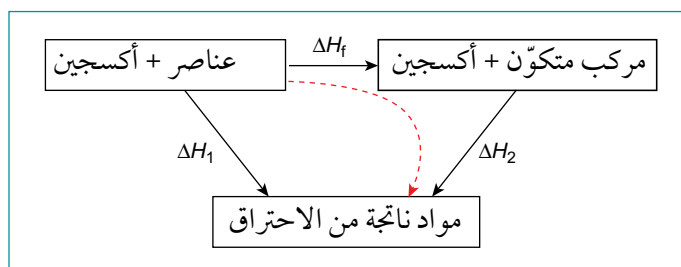 عناصر + أكسجين
ΔHf
مركب متكوّن + أكسجين
ΔH1
ΔH2
مواد ناتجة من الاحتراق